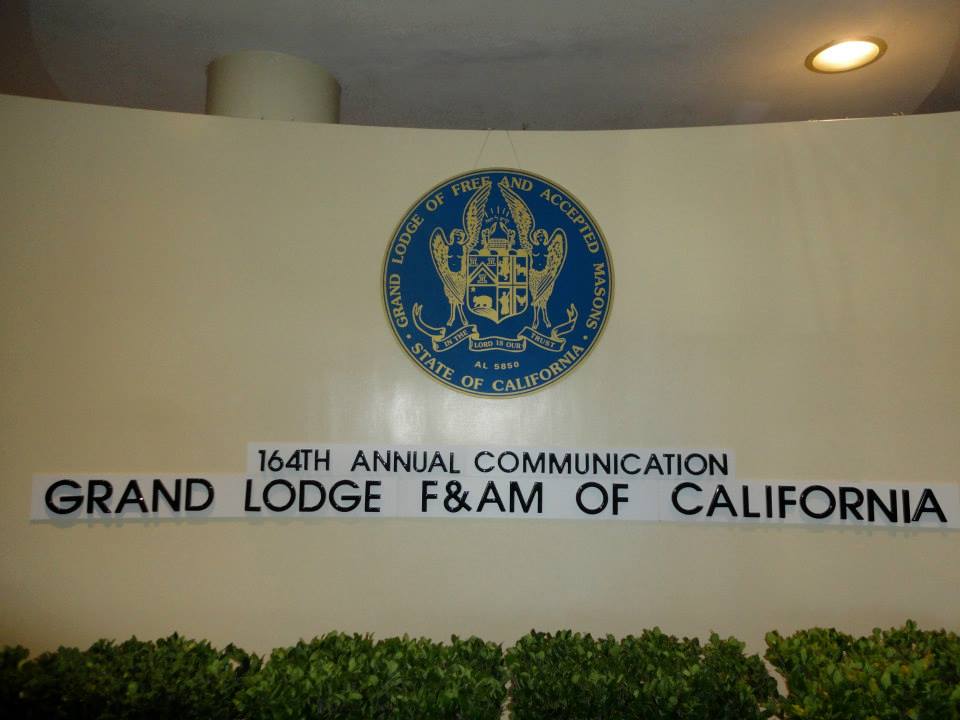 GRAND LODGE OF FREE AND ACCEPTED MASONS
IN THE LORD IS OUR TRUST
AL 5850
STATE OF CALIFORNIA
164TH ANNUAL COMMUNICATION
GRAND LODGE F&AM OF CALIFORNIA